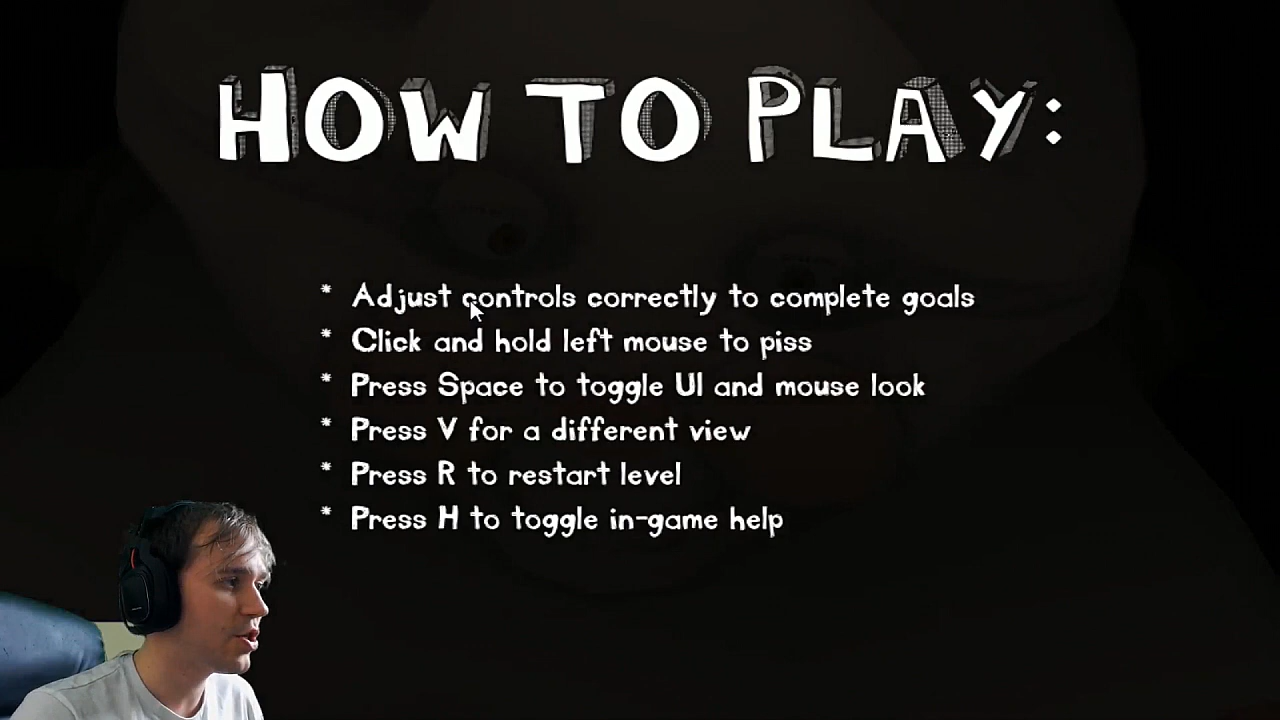 HOW TO PLAY:
* Adjust controls correctly to complete goals
* Click and hold left mouse to piss
* Press Space to toggle UI and mouse look
* Press V for a different view
* Press R to restart level
* Press H to toggle in-game help